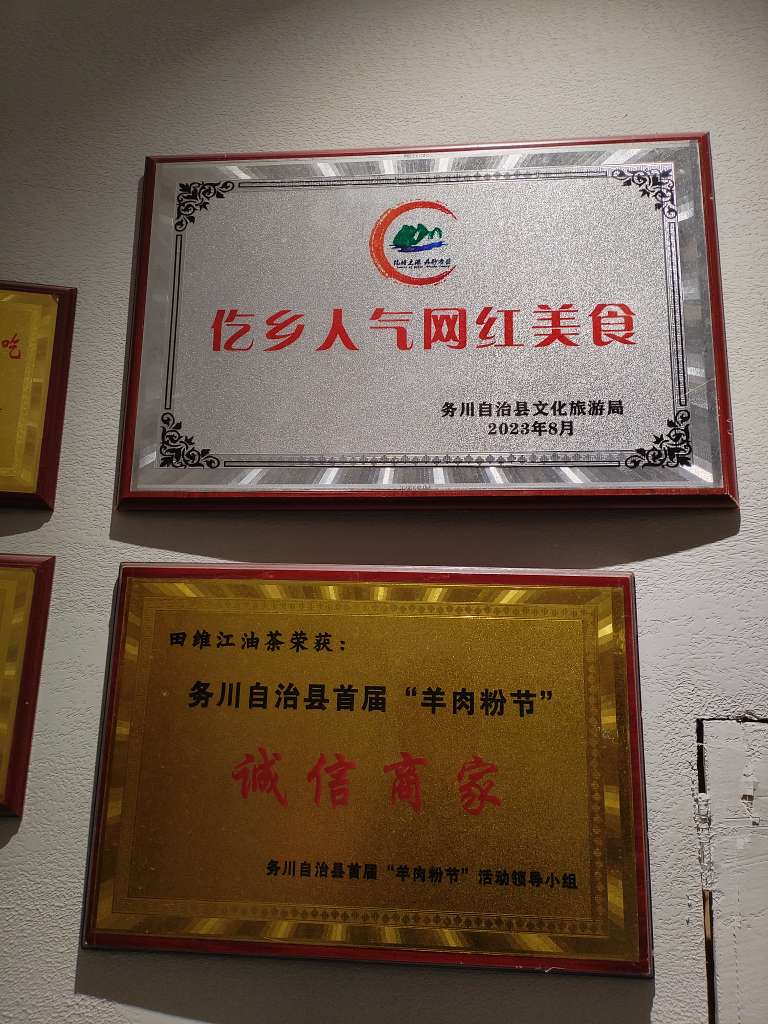 仡乡人气网红美食
务川自治县文化旅游局
2023年8月
吃
田维江油茶荣获：
务川自治县首届“羊肉粉节”
诚信商家
务川自治县首届“羊肉粉节”活动领导小组